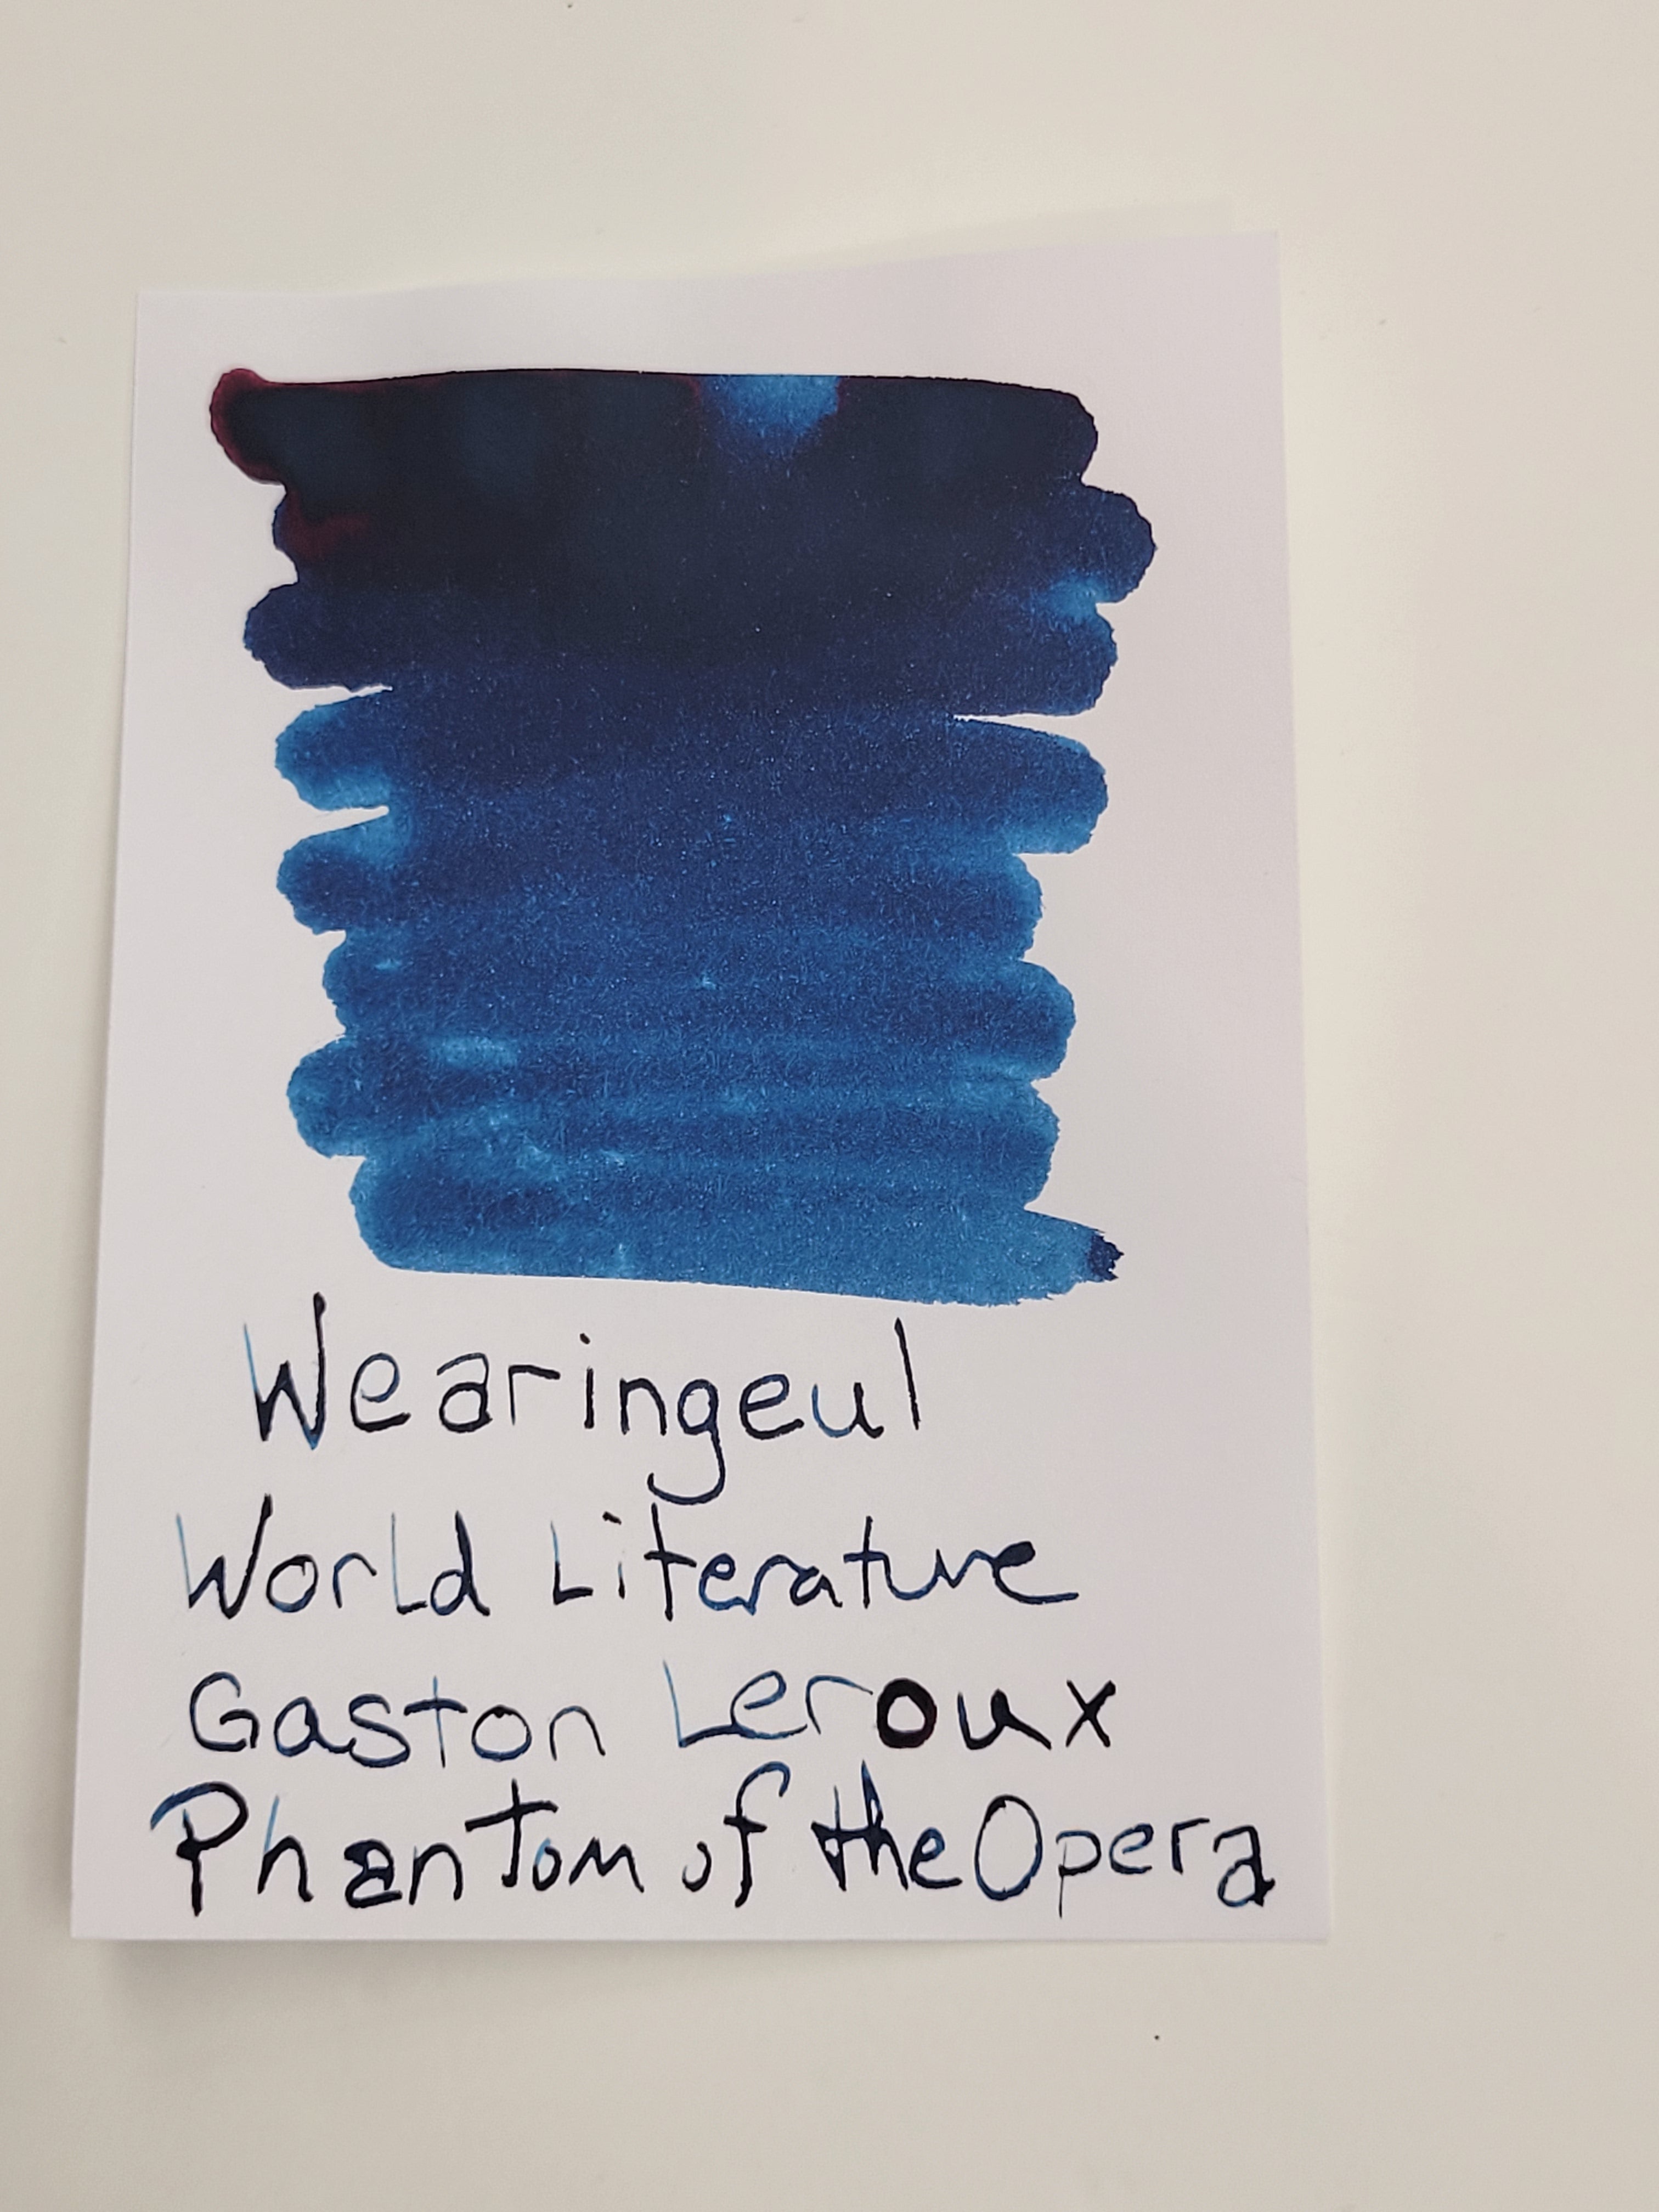 Wearingeul
World Literature
Gaston Leroux
Phantom of the Opera